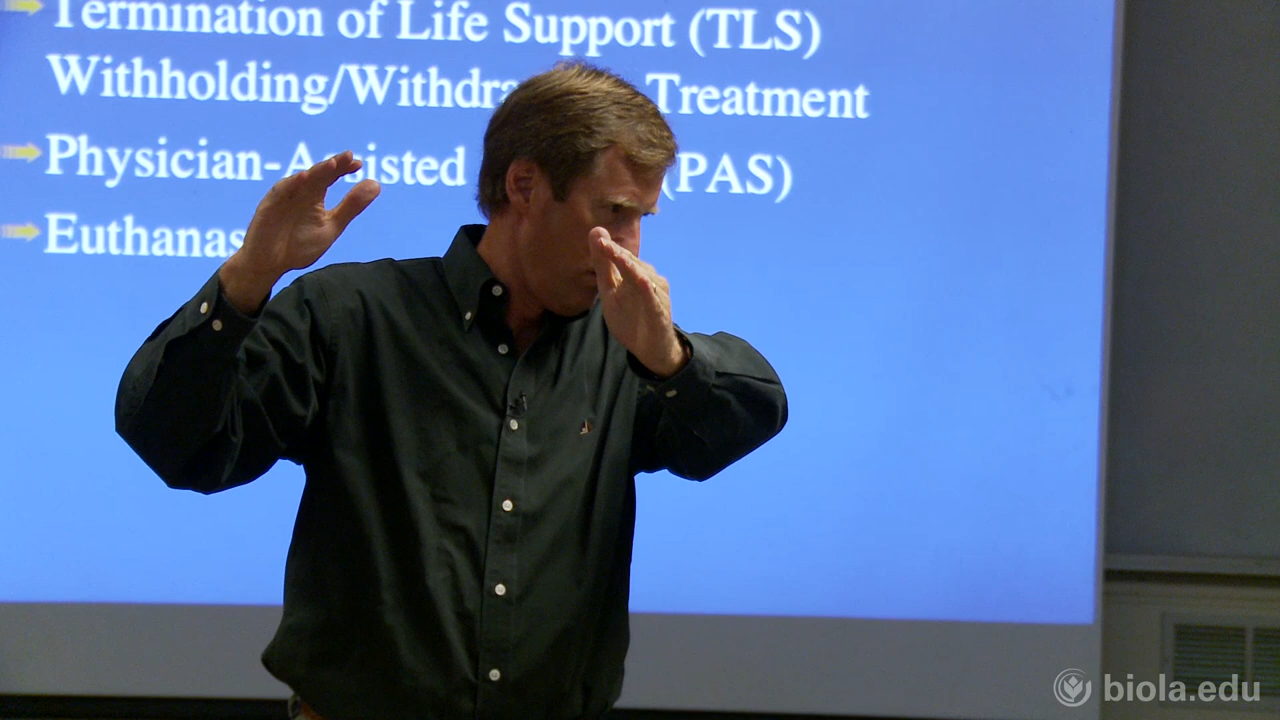 Termination of Life Support (TLS)
Withholding/Withdra Treatment
Physician-Assisted (PAS)
Euthanas
biola.edu